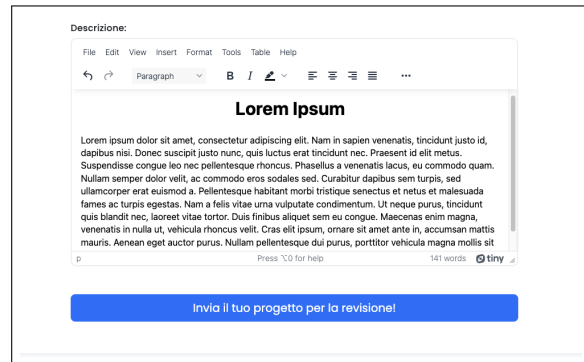 Descrizione:
File Edit View Insert Format Tools Table Help
Paragraph B I
Lorem Ipsum
Lorem ipsum dolor sit amet, consectetur adipiscing elit. Nam in sapien venenatis, tincidunt justo id,
dapibus nisi. Donec suscipit justo nunc, quis luctus erat tincidunt nec. Praesent id elit metus.
Suspendisse congue leo nec pellentesque rhoncus. Phasellus a venenatis lacus, eu commodo quam.
Nullam semper dolor velit, ac commodo eros sodales sed. Curabitur dapibus sem turpis, sed
ullamcorper erat euismod a. Pellentesque habitant morbi tristique senectus et netus et malesuada
fames ac turpis egestas. Nam a felis vitae urna vulputate condimentum. Ut neque purus, tincidunt
quis blandit nec, laoreet vitae tortor. Duis finibus aliquet sem eu congue. Maecenas enim magna,
venenatis in nulla ut, vehicula rhoncus velit. Cras elit ipsum, ornare sit amet ante in, accumsan mattis
mauris. Aenean eget auctor purus. Nullam pellentesque dui purus, porttitor vehicula magna mollis sit
p Press ⌥0 for help 141 words tiny
Invia il tuo progetto per la revisione!